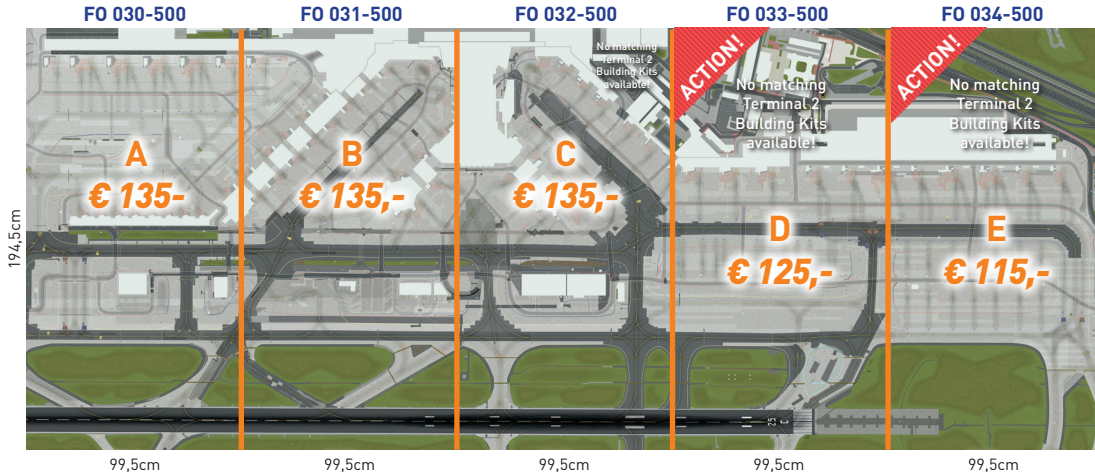 FO 030-500
FO 031-500
FO 032-500
FO 033-500
FO 034-500
No matching
Terminal 2
Building Kits
available!
ACTION!
No matching
Terminal 2
Building Kits
available!
ACTION!
No matching
Terminal 2
Building Kits
available!
A
€ 135-
B
€ 135,-
C
€ 135,-
D
€ 125,-
E
€ 115,-
194,5cm
25
C
99,5cm
99,5cm
99,5cm
99,5cm
99,5cm